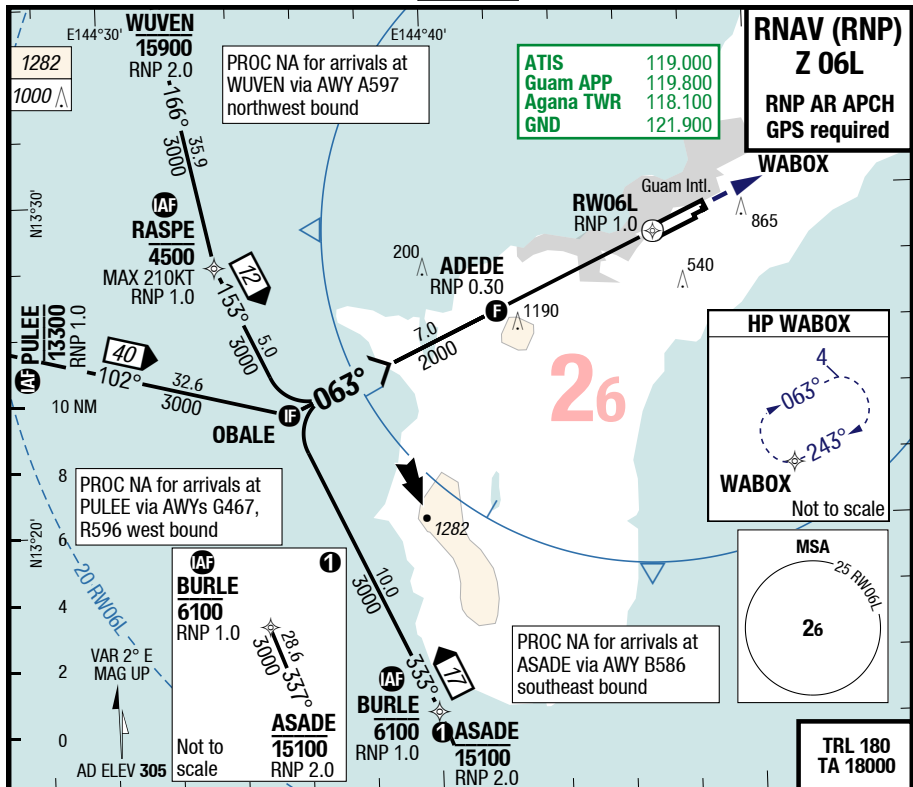 WUVEN
15900
RNP 2.0
E144°30'
E144°40'
1282
1000
PROC NA for arrivals at
WUVEN via AWY A597
northwest bound
ATIS 119.000
Guam APP 119.800
Agana TWR 118.100
GND 121.900
RNAV (RNP)
Z 06L
RNP AR APCH
GPS required
166°
35.9
3000
WABOX
Guam Intl.
RW06L
RNP 1.0
865
N13°30'
IAF
RASPE
4500
MAX 210KT
RNP 1.0
12
153°
5.0
3000
200
ADEDE
RNP 0.30
F
540
1190
7.0
2000
IAF PULEE
13300
RNP 1.0
40
102°
32.6
3000
063°
IF
OBALE
26
HP WABOX
4
063°
243°
WABOX
Not to scale
10 NM
8
6
4
2
0
PROC NA for arrivals at
PULEE via AWYs G467,
R596 west bound
1282
N13°20'
20 RW06L
IAF
BURLE
6100
RNP 1.0
1
28.6
3000
337°
ASADE
15100
RNP 2.0
Not to
scale
10.0
3000
333°
17
IAF
BURLE
6100
RNP 1.0
1 ASADE
15100
RNP 2.0
PROC NA for arrivals at
ASADE via AWY B586
southeast bound
MSA
25 RW06L
26
VAR 2° E
MAG UP
AD ELEV 305
TRL 180
TA 18000